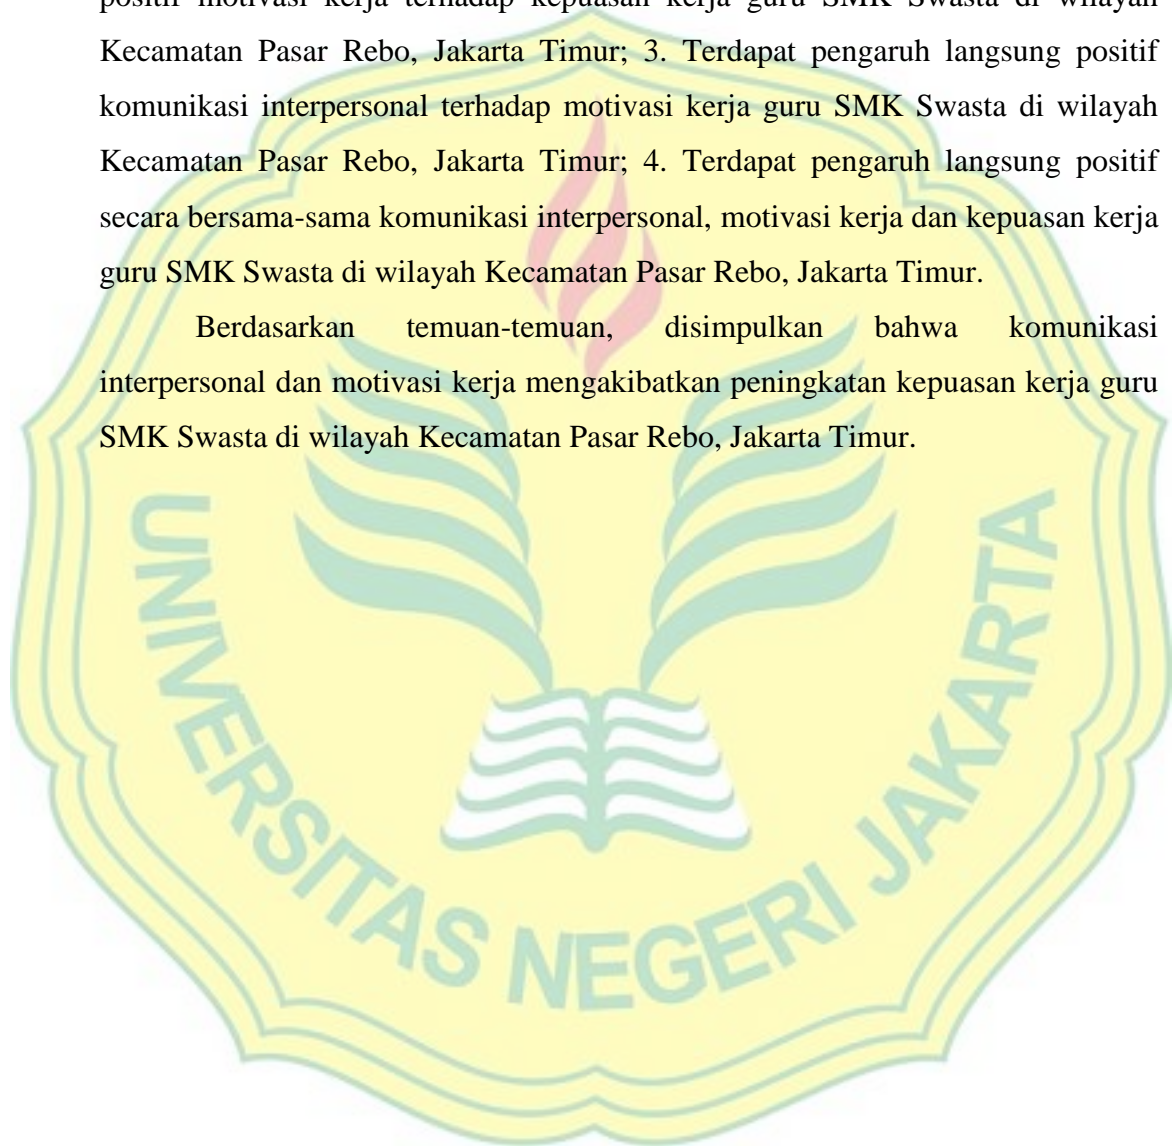 positif motivasi kerja terhadap kepuasan kerja guru SMK Swasta di wilayah
Kecamatan Pasar Rebo, Jakarta Timur; 3. Terdapat pengaruh langsung positif
komunikasi interpersonal terhadap motivasi kerja guru SMK Swasta di wilayah
Kecamatan Pasar Rebo, Jakarta Timur; 4. Terdapat pengaruh langsung positif
secara bersama-sama komunikasi interpersonal, motivasi kerja dan kepuasan kerja
guru SMK Swasta di wilayah Kecamatan Pasar Rebo, Jakarta Timur.
Berdasarkan temuan-temuan, disimpulkan bahwa komunikasi
interpersonal dan motivasi kerja mengakibatkan peningkatan kepuasan kerja guru
SMK Swasta di wilayah Kecamatan Pasar Rebo, Jakarta Timur.
UNIVERSITAS NEGERI JAKARTA